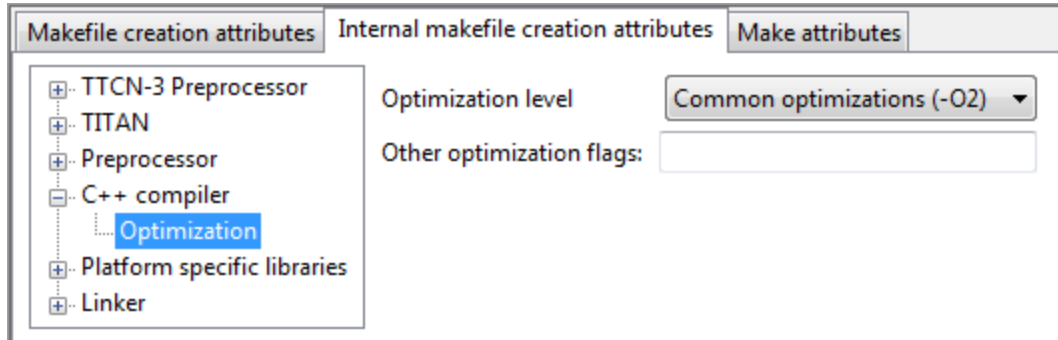 Makefile creation attributes
Internal makefile creation attributes
Make attributes
TTCN-3 Preprocessor
TITAN
Preprocessor
C++ compiler
Optimization
Platform specific libraries
Linker
Optimization level
Common optimizations (-O2)
Other optimization flags: